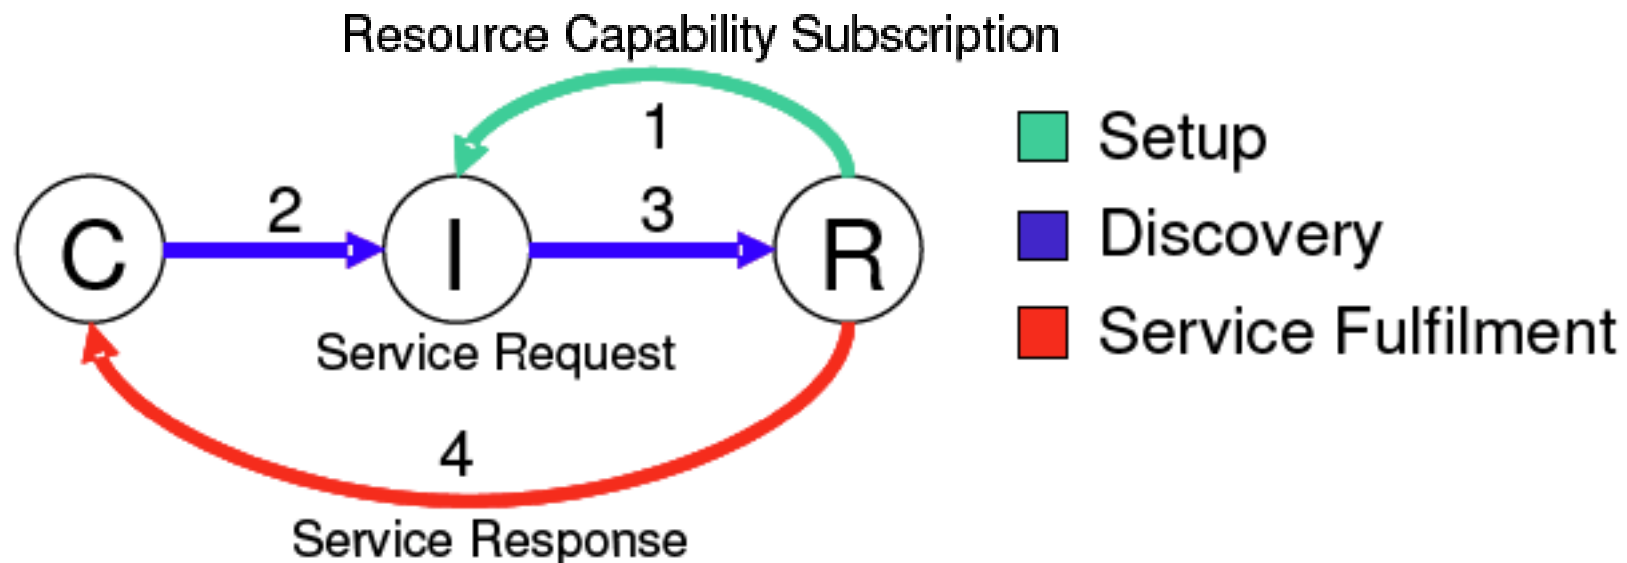 Resource Capability Subscription
1
Setup
2
3
C
I
R
Discovery
Service Request
Service Fulfilment
4
Service Response